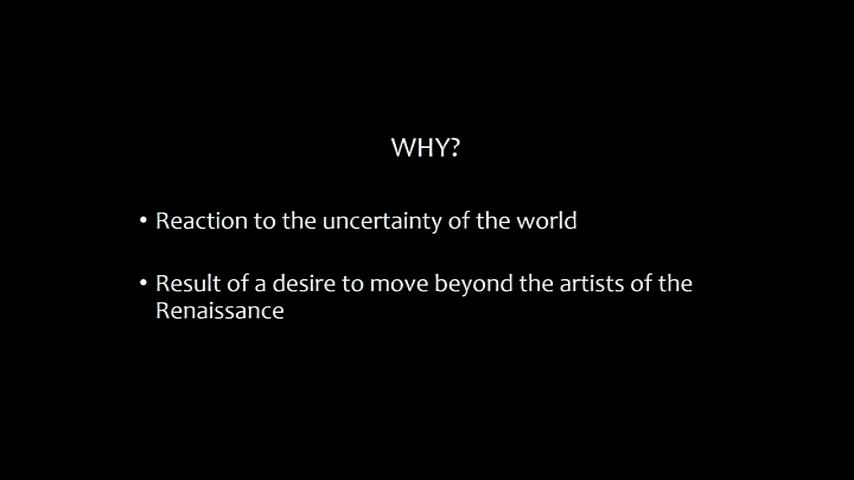 WHY?
• Reaction to the uncertainty of the world
• Result of a desire to move beyond the artists of the
Renaissance